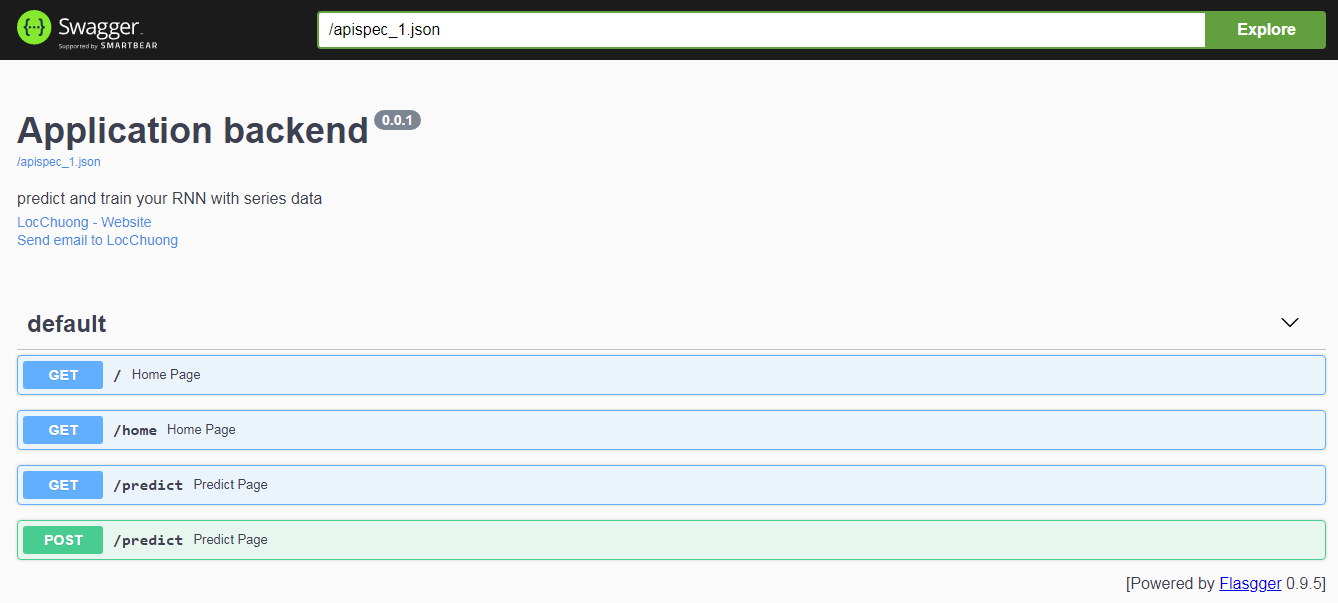 Swagger
Supported by SMARTBEAR
/apispec_1.json
Explore
Application backend 0.0.1
/apispec_1.json
predict and train your RNN with series data
LocChuong - Website
Send email to LocChuong
default
GET / Home Page
GET /home Home Page
GET /predict Predict Page
POST /predict Predict Page
[Powered by Flasgger 0.9.5]